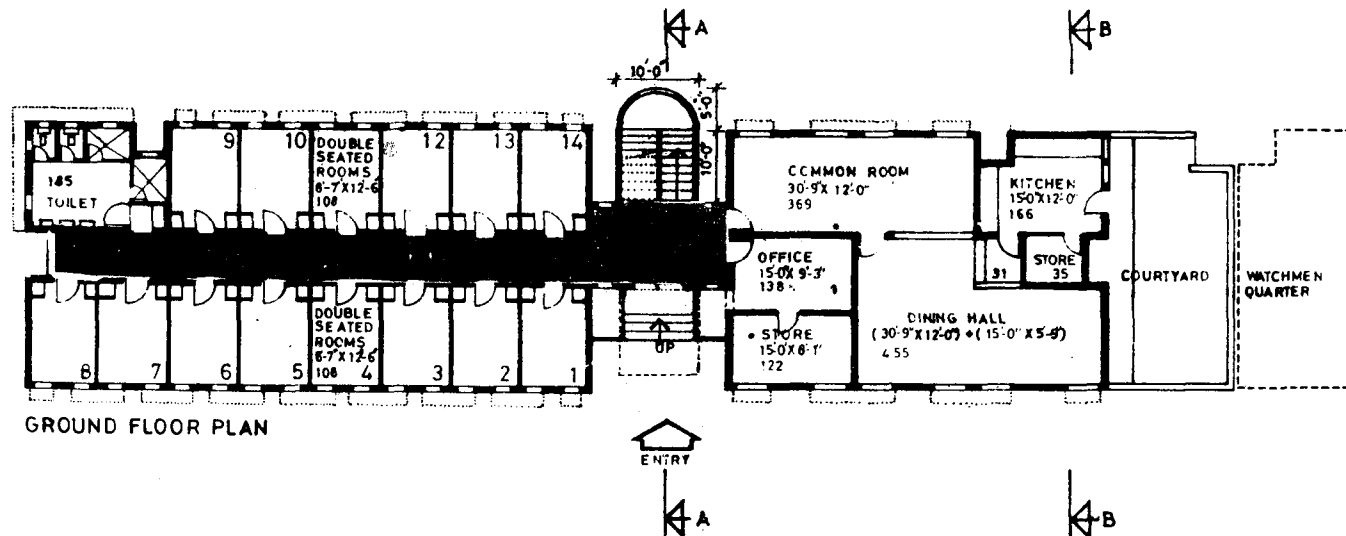 A
B
10'-0"
5'-0"
10'-0"
9
10
DOUBLE
SEATED
ROOMS
8'-7"X12'-6"
108
12
13
14
185
TOILET
COMMON ROOM
30'-9"X 12'-0"
369
KITCHEN
15'-0"X12'-0"
166
OFFICE
15'-0"X 9'-3"
138
31
STORE
35
COURTYARD
WATCHMEN
QUARTER
DOUBLE
SEATED
ROOMS
8'-7"X12'-6"
108
8
7
6
5
4
3
2
1
UP
STORE
15'-0"X8'-1"
122
DINING HALL
(30'-9"X12'-0") + (15'-0" X 5'-9")
455
GROUND FLOOR PLAN
ENTRY
A
B